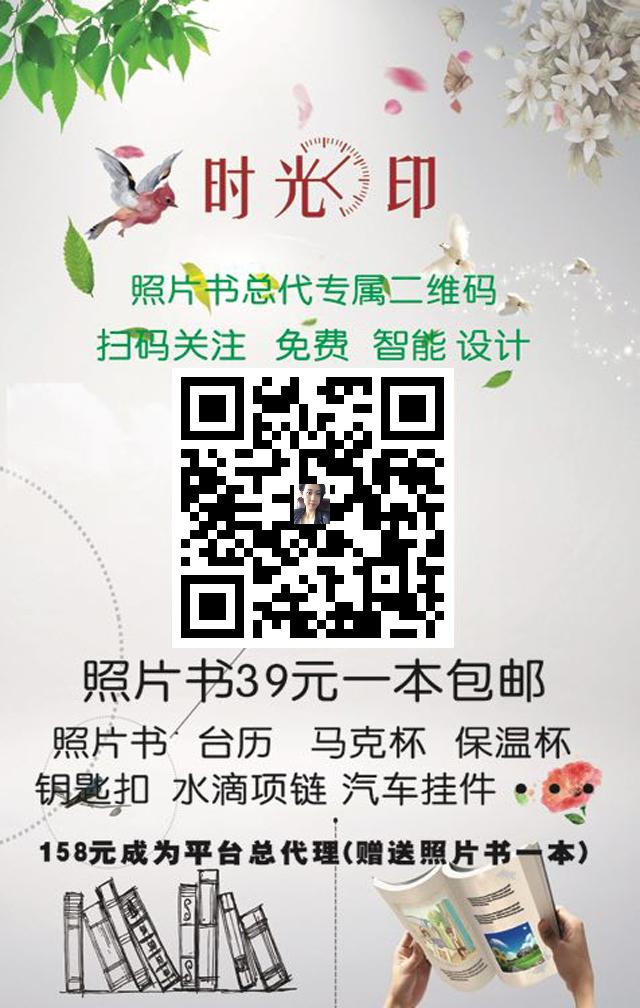 时光印
照片书总代专属二维码
扫码关注 免费 智能 设计
照片书39元一本包邮
照片书 台历 马克杯 保温杯
钥匙扣 水滴项链 汽车挂件
158元成为平台总代理(赠送照片书一本)